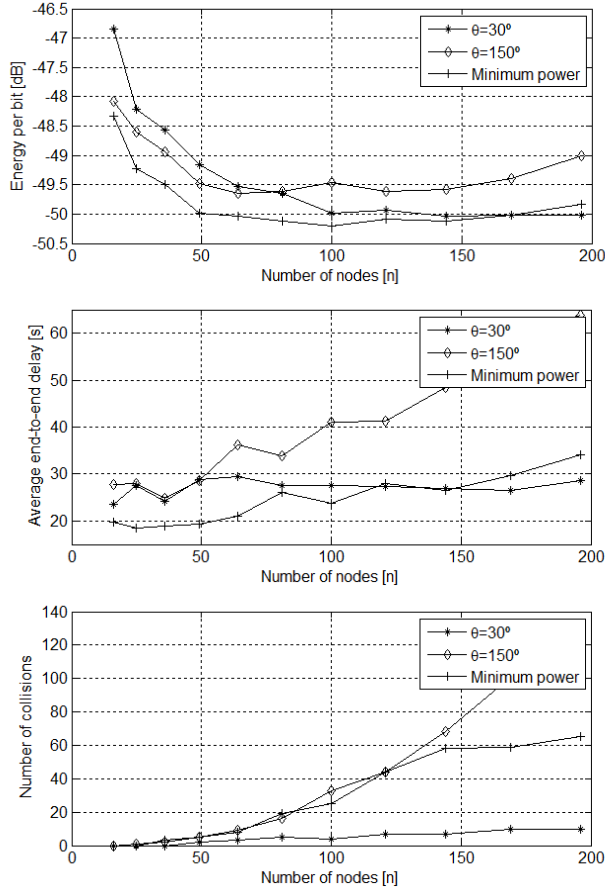 -46.5
-47
-47.5
-48
-48.5
-49
-49.5
-50
-50.5
Energy per bit [dB]
θ=30º
θ=150º
Minimum power
0
50
100
150
200
Number of nodes [n]
60
50
40
30
20
Average end-to-end delay [s]
θ=30º
θ=150º
Minimum power
0
50
100
150
200
Number of nodes [n]
140
120
100
80
60
40
20
0
Number of collisions
θ=30º
θ=150º
Minimum power
0
50
100
150
200
Number of nodes [n]